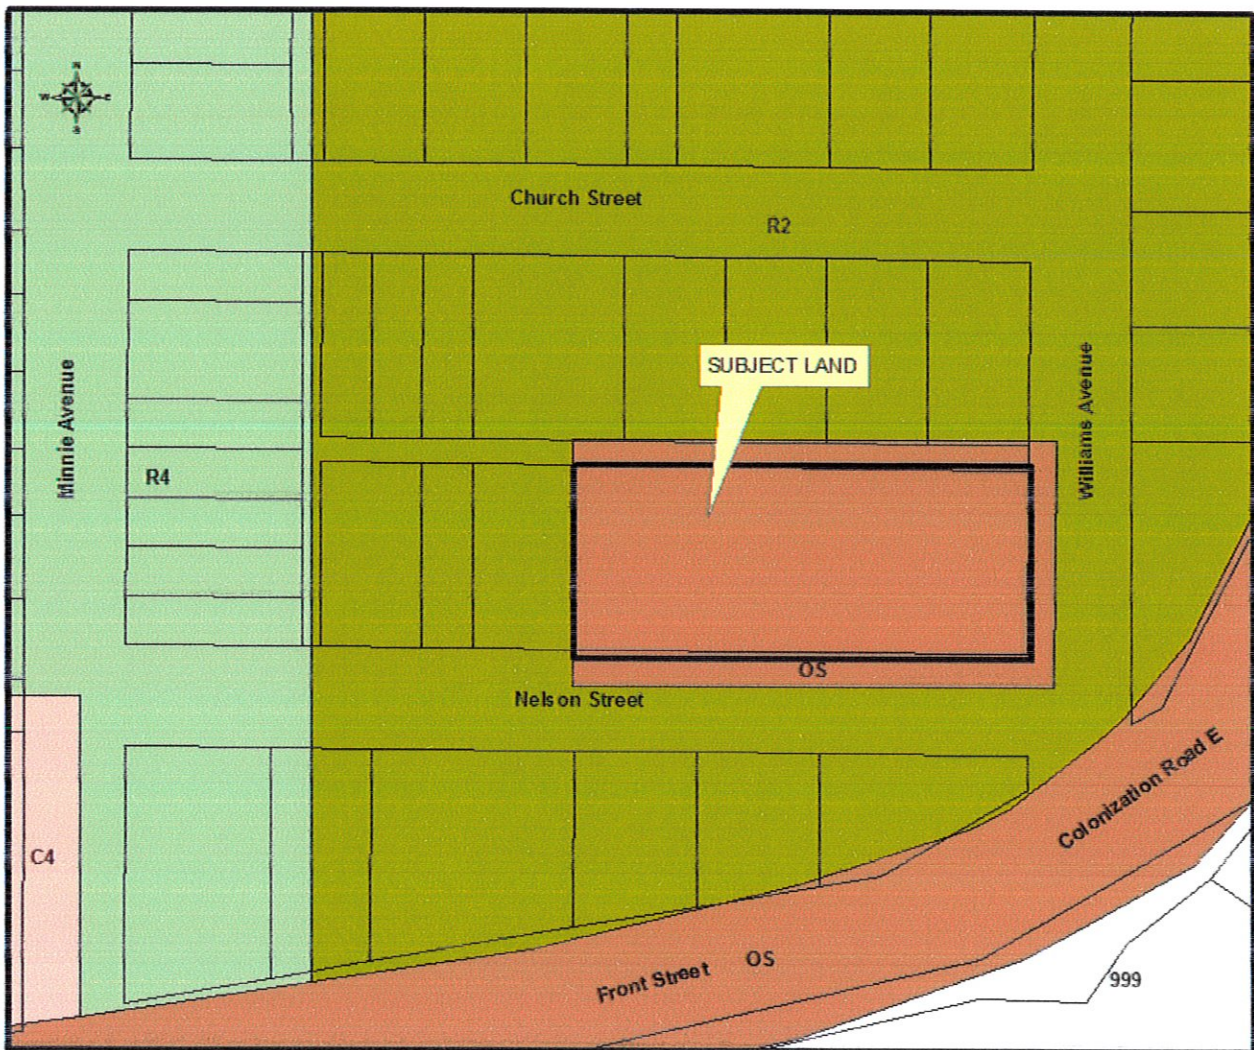 N
W E
S
Church Street
R2
SUBJECT LAND
Minnie Avenue
Williams Avenue
R4
OS
Nelson Street
Colonization Road E
C4
Front Street
OS
999